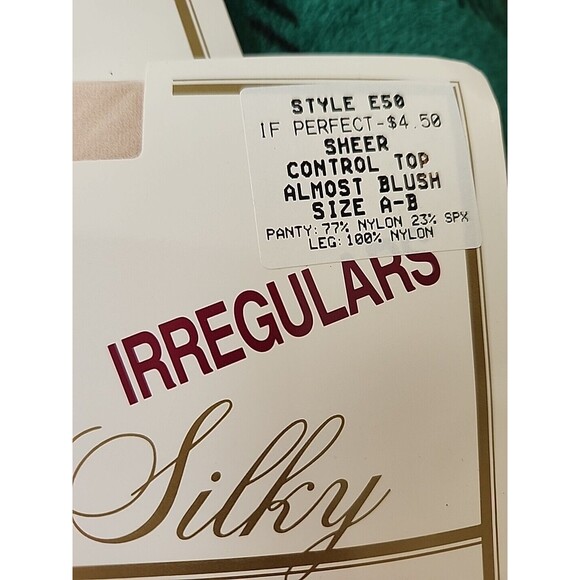 STYLE E50
IF PERFECT-$4.50
SHEER
CONTROL TOP
ALMOST BLUSH
SIZE A-B
PANTY:77% NYLON 23% SPX
LEG:100% NYLON
IRREGULARS
Silky